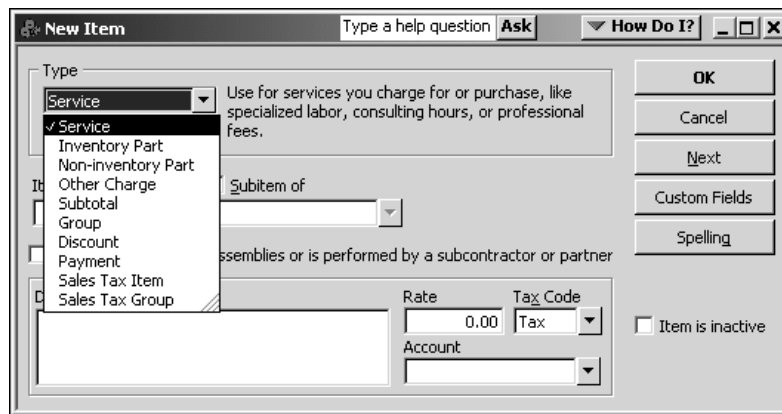 New Item
Type a help question Ask
How Do I?
Type
Service
Use for services you charge for or purchase, like
specialized labor, consulting hours, or professional
fees.
Service
Inventory Part
Non-inventory Part
Other Charge
Subtotal
Group
Discount
Payment
Sales Tax Item
Sales Tax Group
Subitem of
or is performed by a subcontractor or partner
Rate
Tax Code
0.00
Tax
Account
OK
Cancel
Next
Custom Fields
Spelling
Item is inactive